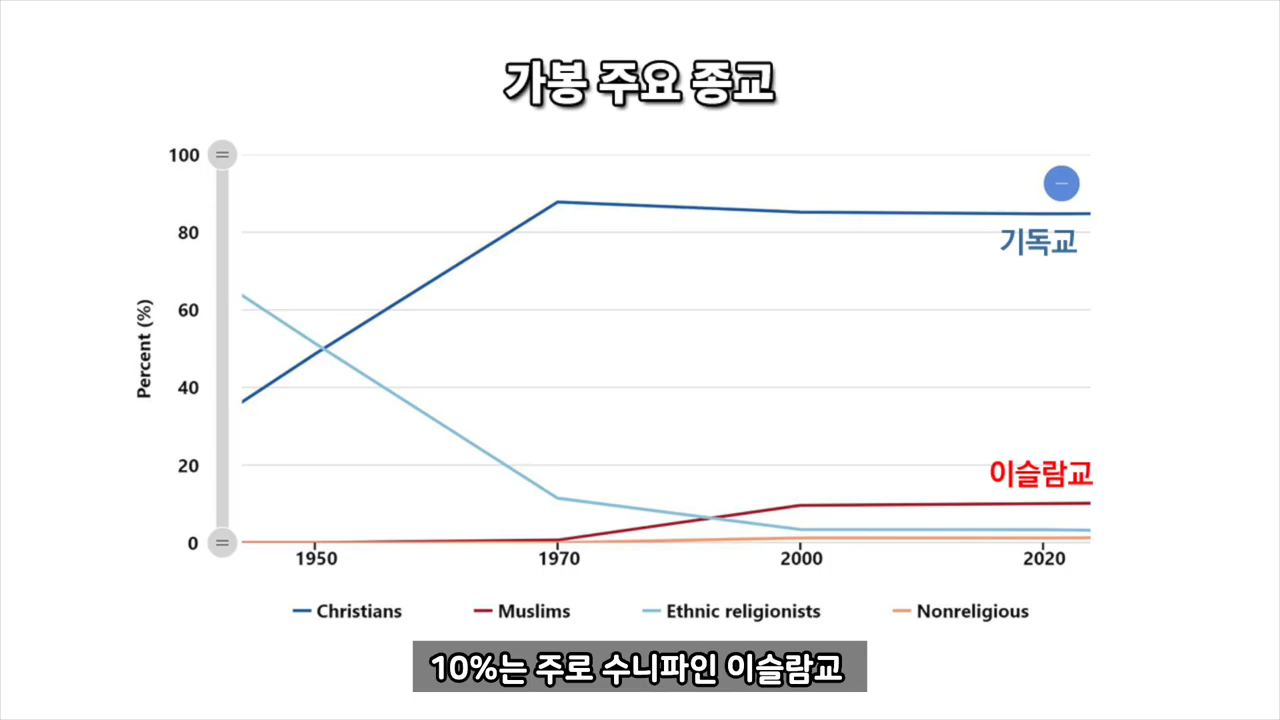 가봉 주요 종교
100
80
60
40
20
0
Percent (%)
기독교
이슬람교
1950 1970 2000 2020
Christians Muslims Ethnic religionists Nonreligious
10%는 주로 수니파인 이슬람교